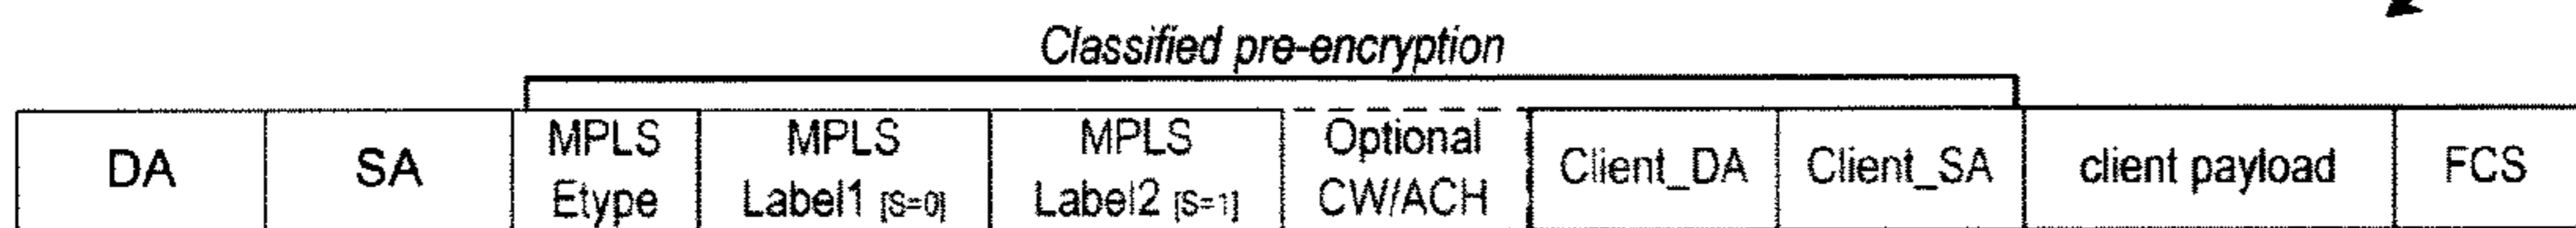 Classified pre-encryption
DA
SA
MPLS
Etype
MPLS
Label1 [S=0]
MPLS
Label2 [S=1]
Optional
CW/ACH
Client_DA
Client_SA
client payload
FCS